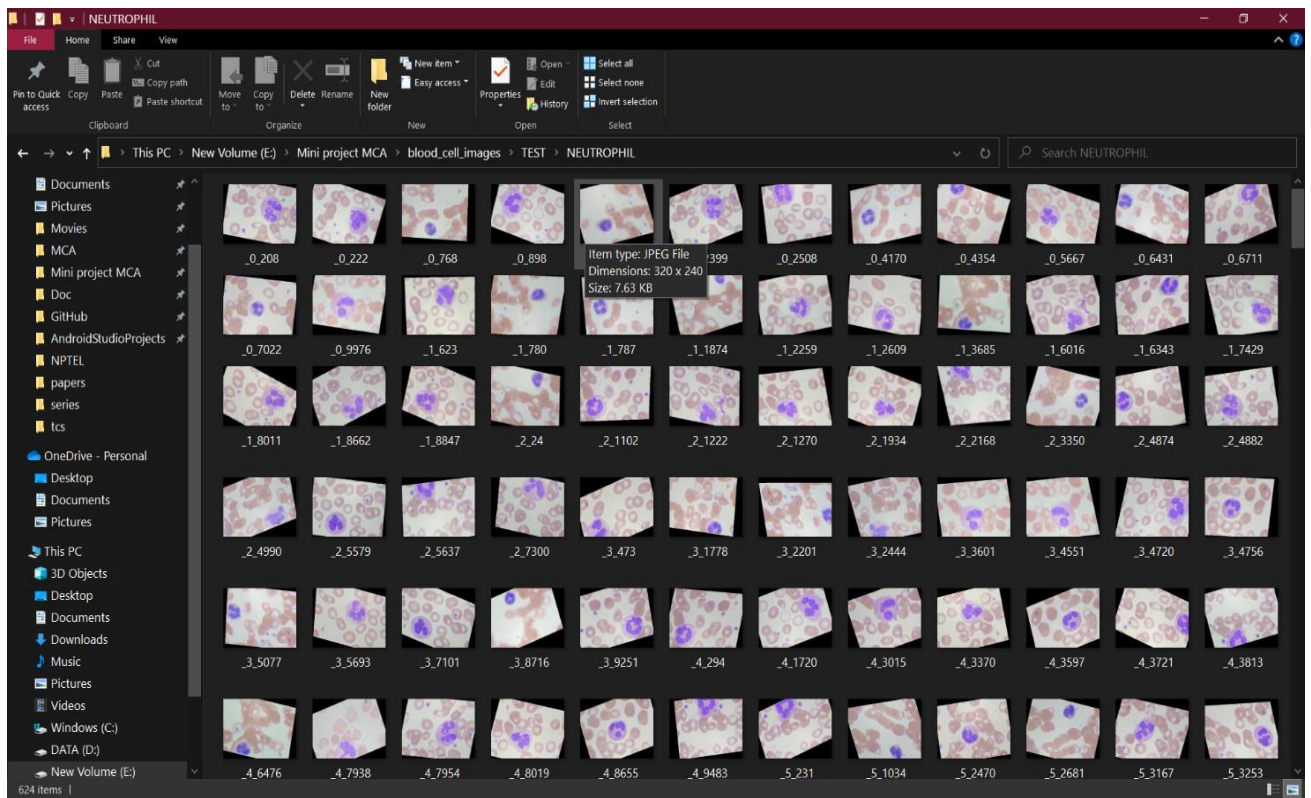 NEUTROPHIL
File Home Share View
Pin to Quick access
Copy
Paste
Cut
Copy path
Paste shortcut
Clipboard
Move to
Copy to
Delete
Rename
Organize
New folder
New item
Easy access
New
Properties
Open
Edit
History
Open
Select all
Select none
Invert selection
Select
This PC > New Volume (E:) > Mini project MCA > blood_cell_images > TEST > NEUTROPHIL
Search NEUTROPHIL
Documents
Pictures
Movies
MCA
Mini project MCA
Doc
GitHub
AndroidStudioProjects
NPTEL
papers
series
tcs
OneDrive - Personal
Desktop
Documents
Pictures
This PC
3D Objects
Desktop
Documents
Downloads
Music
Pictures
Videos
Windows (C:)
DATA (D:)
New Volume (E:)
_0_208 _0_222 _0_768 _0_898 2399 _0_2508 _0_4170 _0_4354 _0_5667 _0_6431 _0_6711
Item type: JPEG File
Dimensions: 320 x 240
Size: 7.63 KB
_0_7022 _0_9976 _1_623 _1_780 _1_787 _1_1874 _1_2259 _1_2609 _1_3685 _1_6016 _1_6343 _1_7429
_1_8011 _1_8662 _1_8847 _2_24 _2_1102 _2_1222 _2_1270 _2_1934 _2_2168 _2_3350 _2_4874 _2_4882
_2_4990 _2_5579 _2_5637 _2_7300 _3_473 _3_1778 _3_2201 _3_2444 _3_3601 _3_4551 _3_4720 _3_4756
_3_5077 _3_5693 _3_7101 _3_8716 _3_9251 _4_294 _4_1720 _4_3015 _4_3370 _4_3597 _4_3721 _4_3813
_4_6476 _4_7938 _4_7954 _4_8019 _4_8655 _4_9483 _5_231 _5_1034 _5_2470 _5_2681 _5_3167 _5_3253
624 items